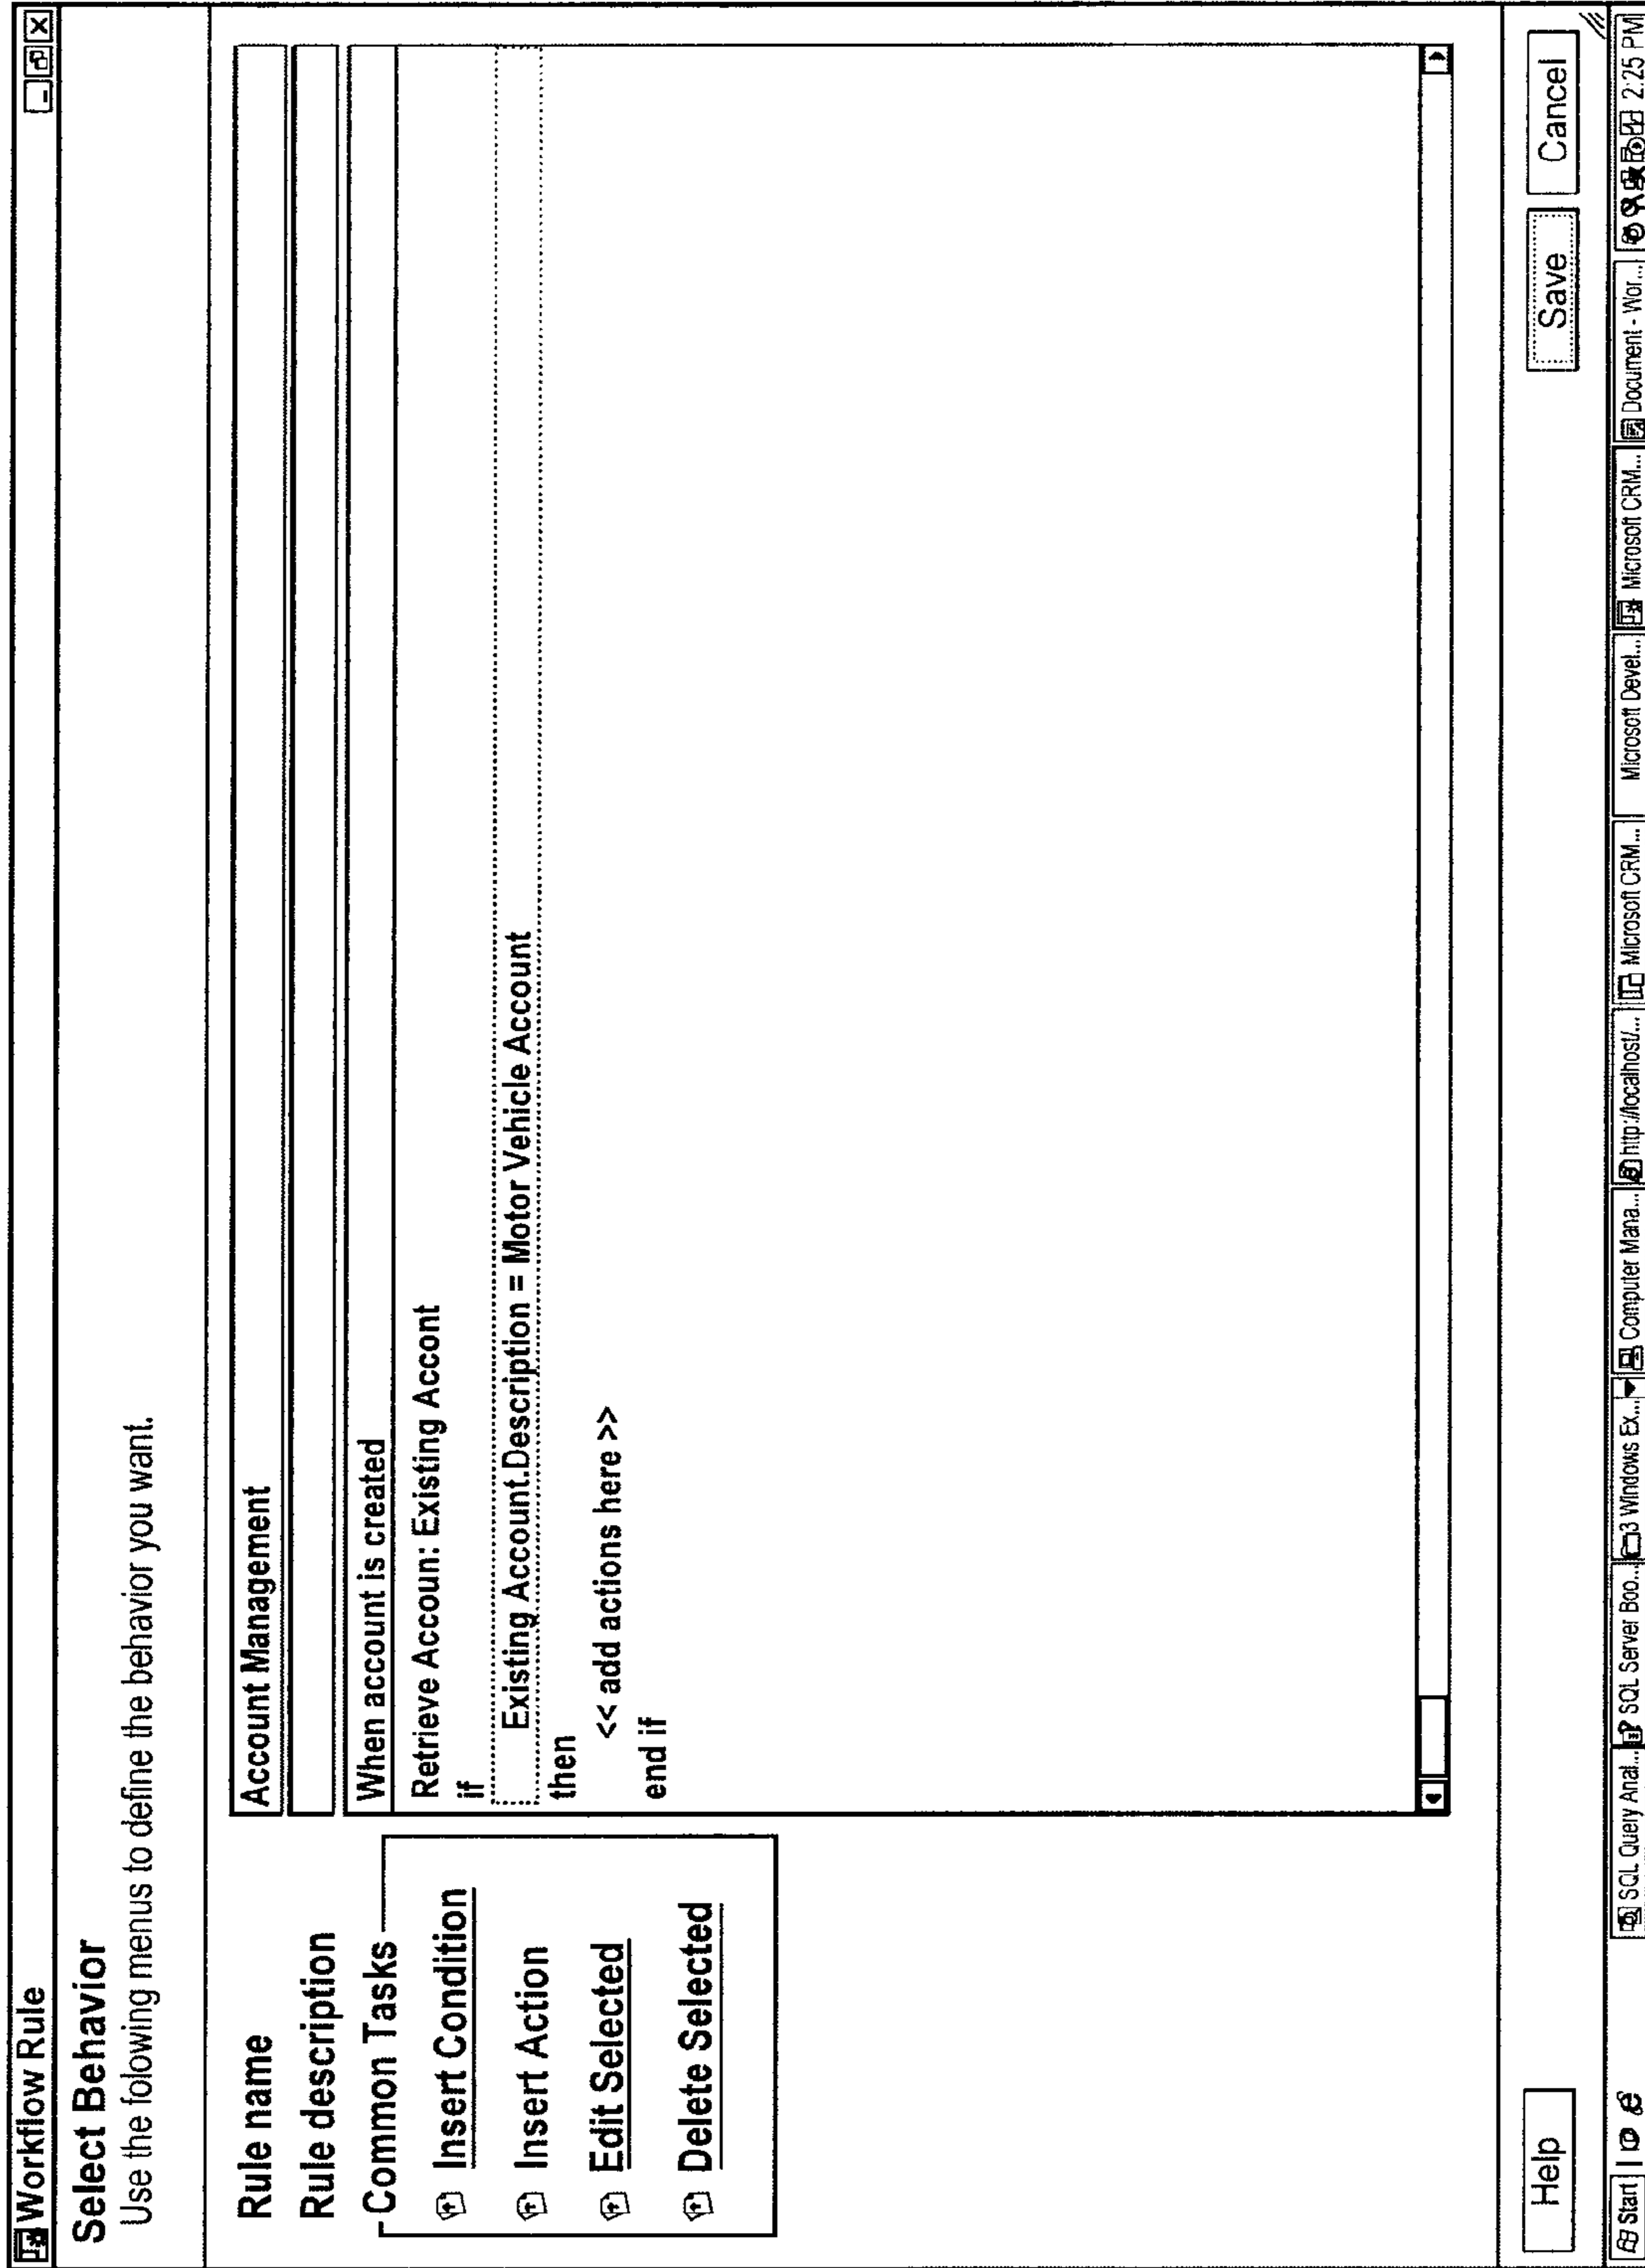 Workflow Rule
Select Behavior
Use the folowing menus to define the behavior you want.
Rule name
Account Management
Rule description
Common Tasks
Insert Condition
Insert Action
Edit Selected
Delete Selected
When account is created
Retrieve Accoun: Existing Accont
if
Existing Account.Description = Motor Vehicle Account
then
<< add actions here >>
end if
Help
Save
Cancel
Start
SQL Query Anal...
SQL Server Boo...
3 Windows Ex...
Computer Mana...
http://localhost/...
Microsoft CRM...
Microsoft Devel...
Microsoft CRM...
Document - Wor...
2:25 PM